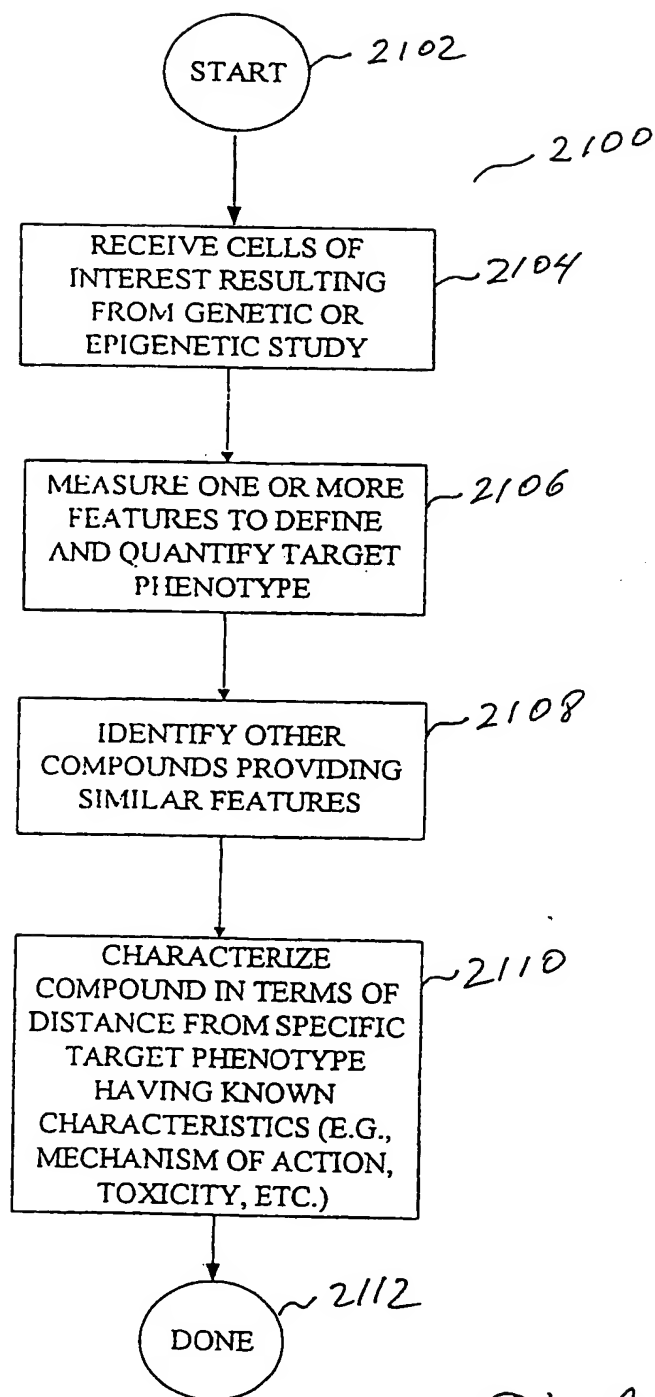 START
2102
2100
RECEIVE CELLS OF
INTEREST RESULTING
FROM GENETIC OR
EPIGENETIC STUDY
2104
MEASURE ONE OR MORE
FEATURES TO DEFINE
AND QUANTIFY TARGET
PHENOTYPE
2106
IDENTIFY OTHER
COMPOUNDS PROVIDING
SIMILAR FEATURES
2108
CHARACTERIZE
COMPOUND IN TERMS OF
DISTANCE FROM SPECIFIC
TARGET PHENOTYPE
HAVING KNOWN
CHARACTERISTICS (E.G.,
MECHANISM OF ACTION,
TOXICITY, ETC.)
2110
DONE
2112